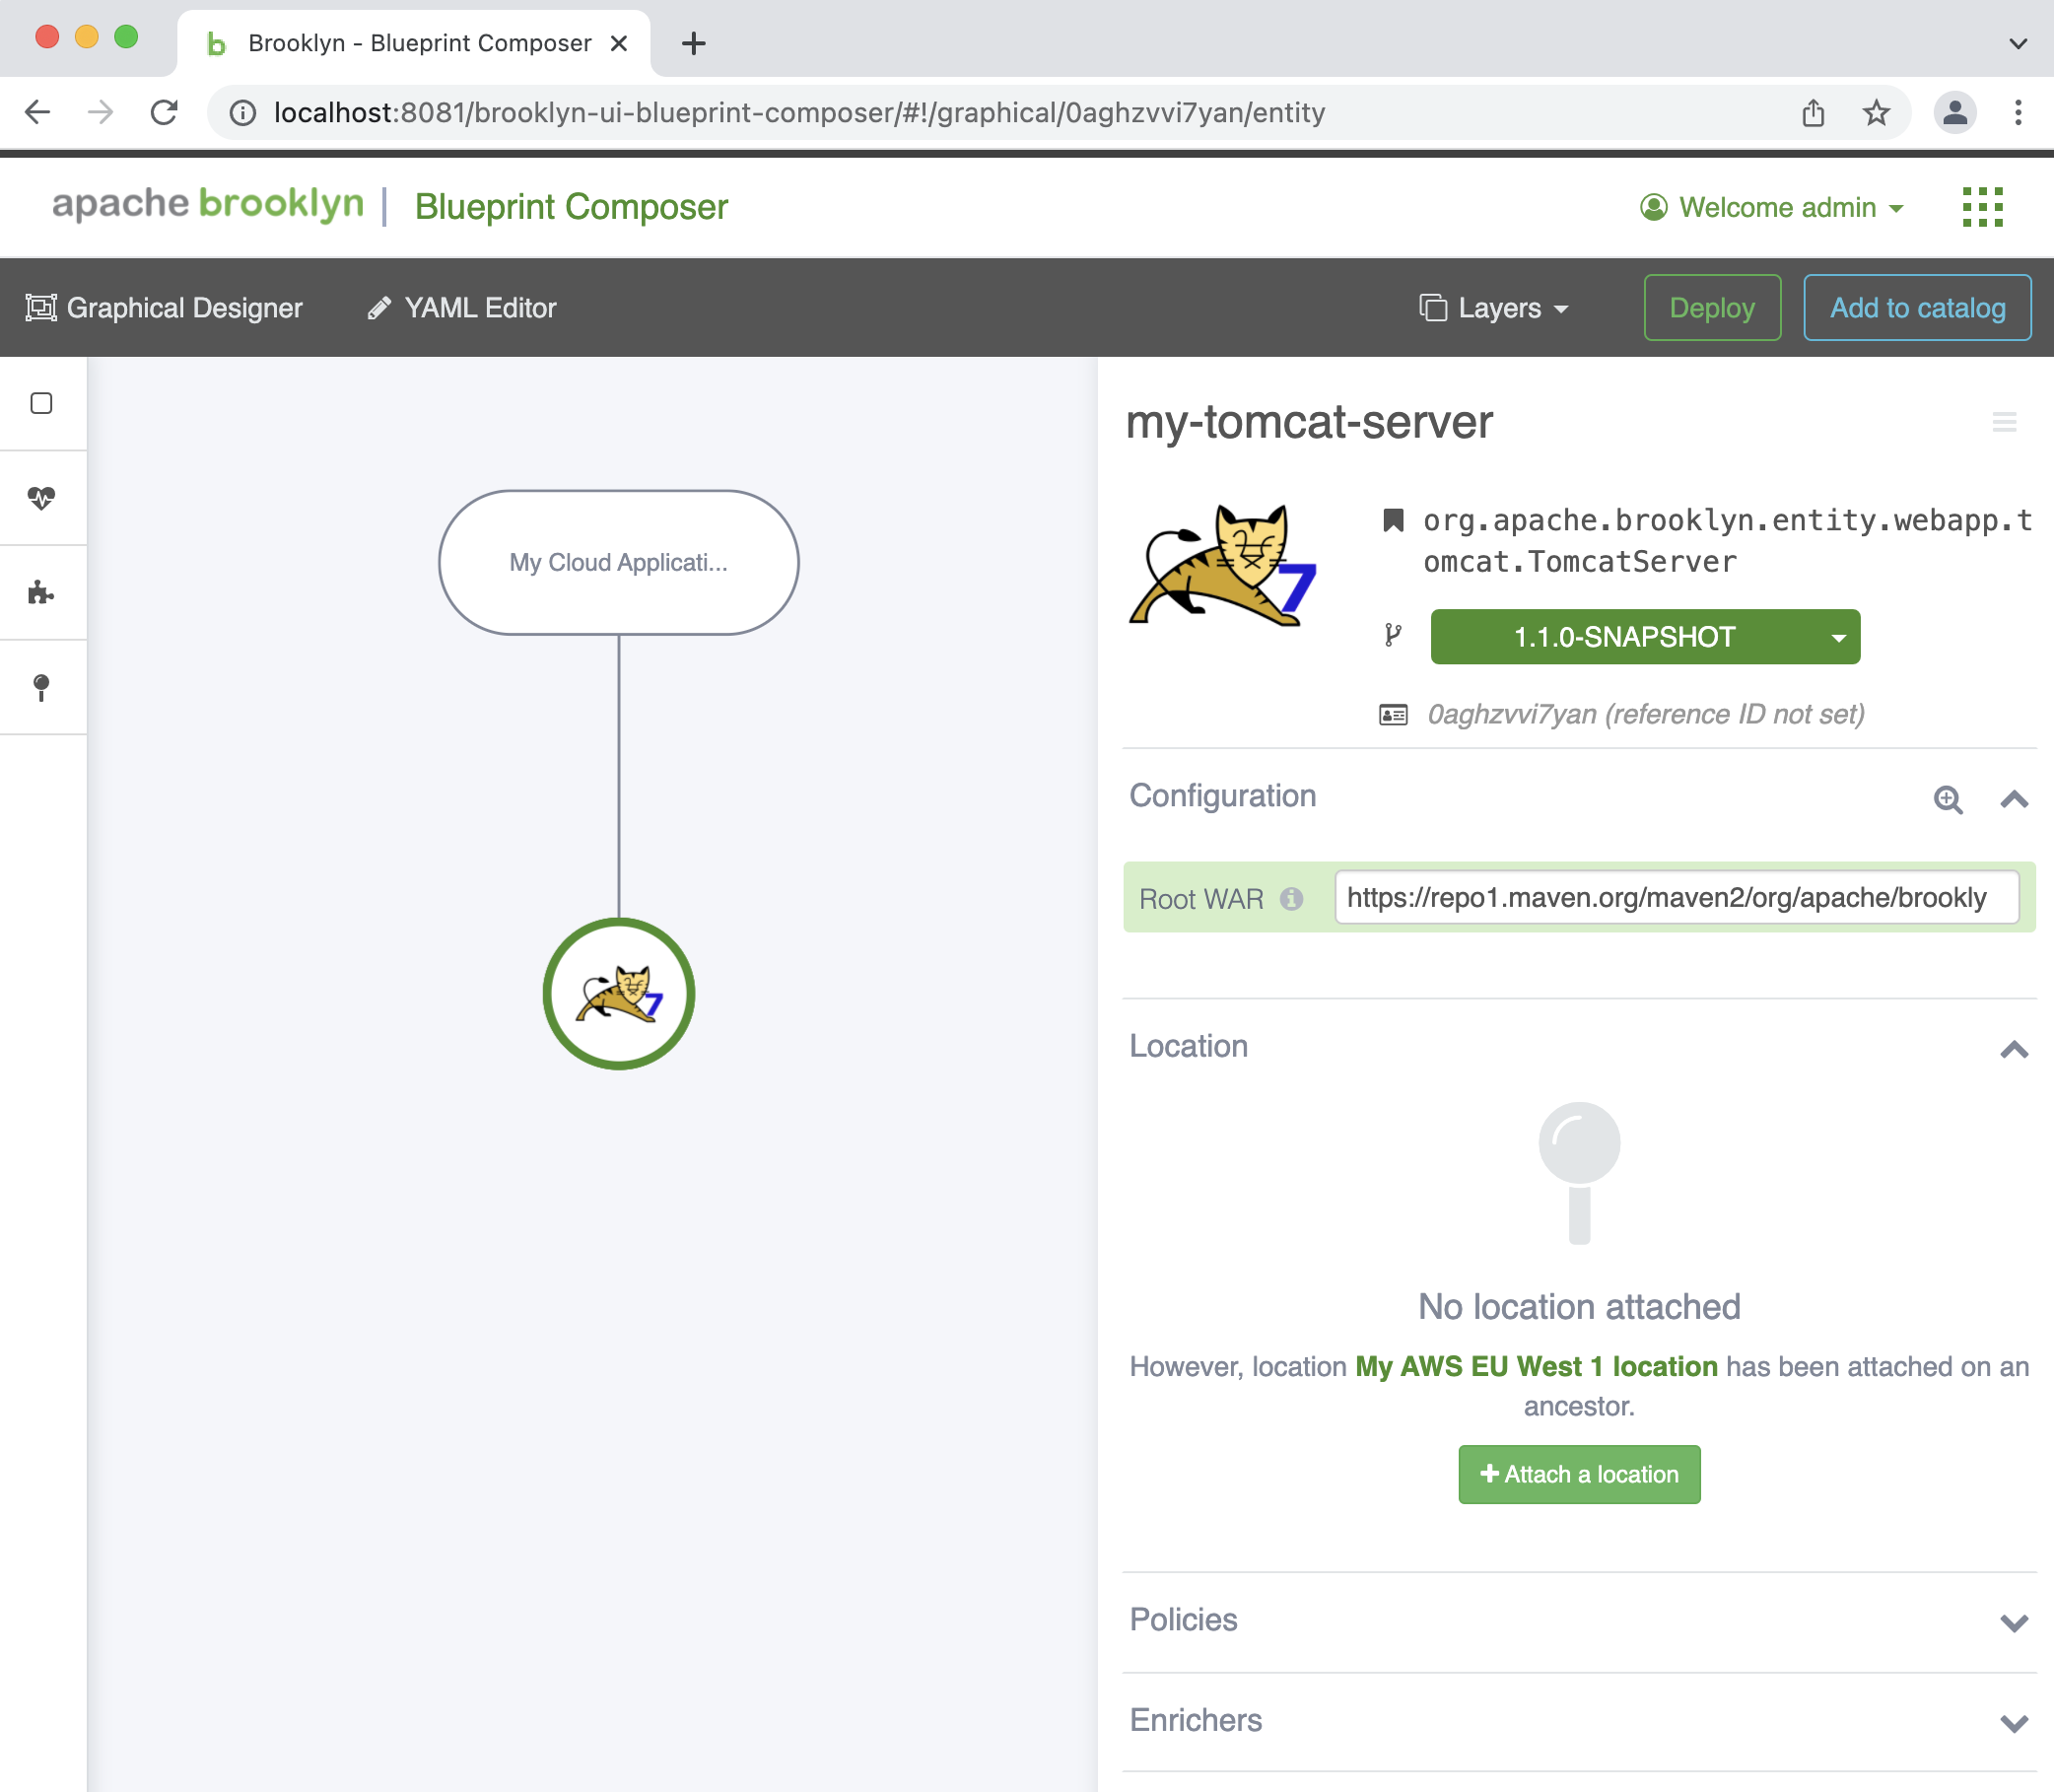 Brooklyn - Blueprint Composer
localhost:8081/brooklyn-ui-blueprint-composer/#!/graphical/0aghzvvi7yan/entity
apache brooklyn | Blueprint Composer
Welcome admin
Graphical Designer
YAML Editor
Layers
Deploy
Add to catalog
My Cloud Applicati...
7
my-tomcat-server
7
org.apache.brooklyn.entity.webapp.t
omcat.TomcatServer
1.1.0-SNAPSHOT
0aghzvvi7yan (reference ID not set)
Configuration
Root WAR
https://repo1.maven.org/maven2/org/apache/brookly
Location
No location attached
However, location My AWS EU West 1 location has been attached on an
ancestor.
Attach a location
Policies
Enrichers